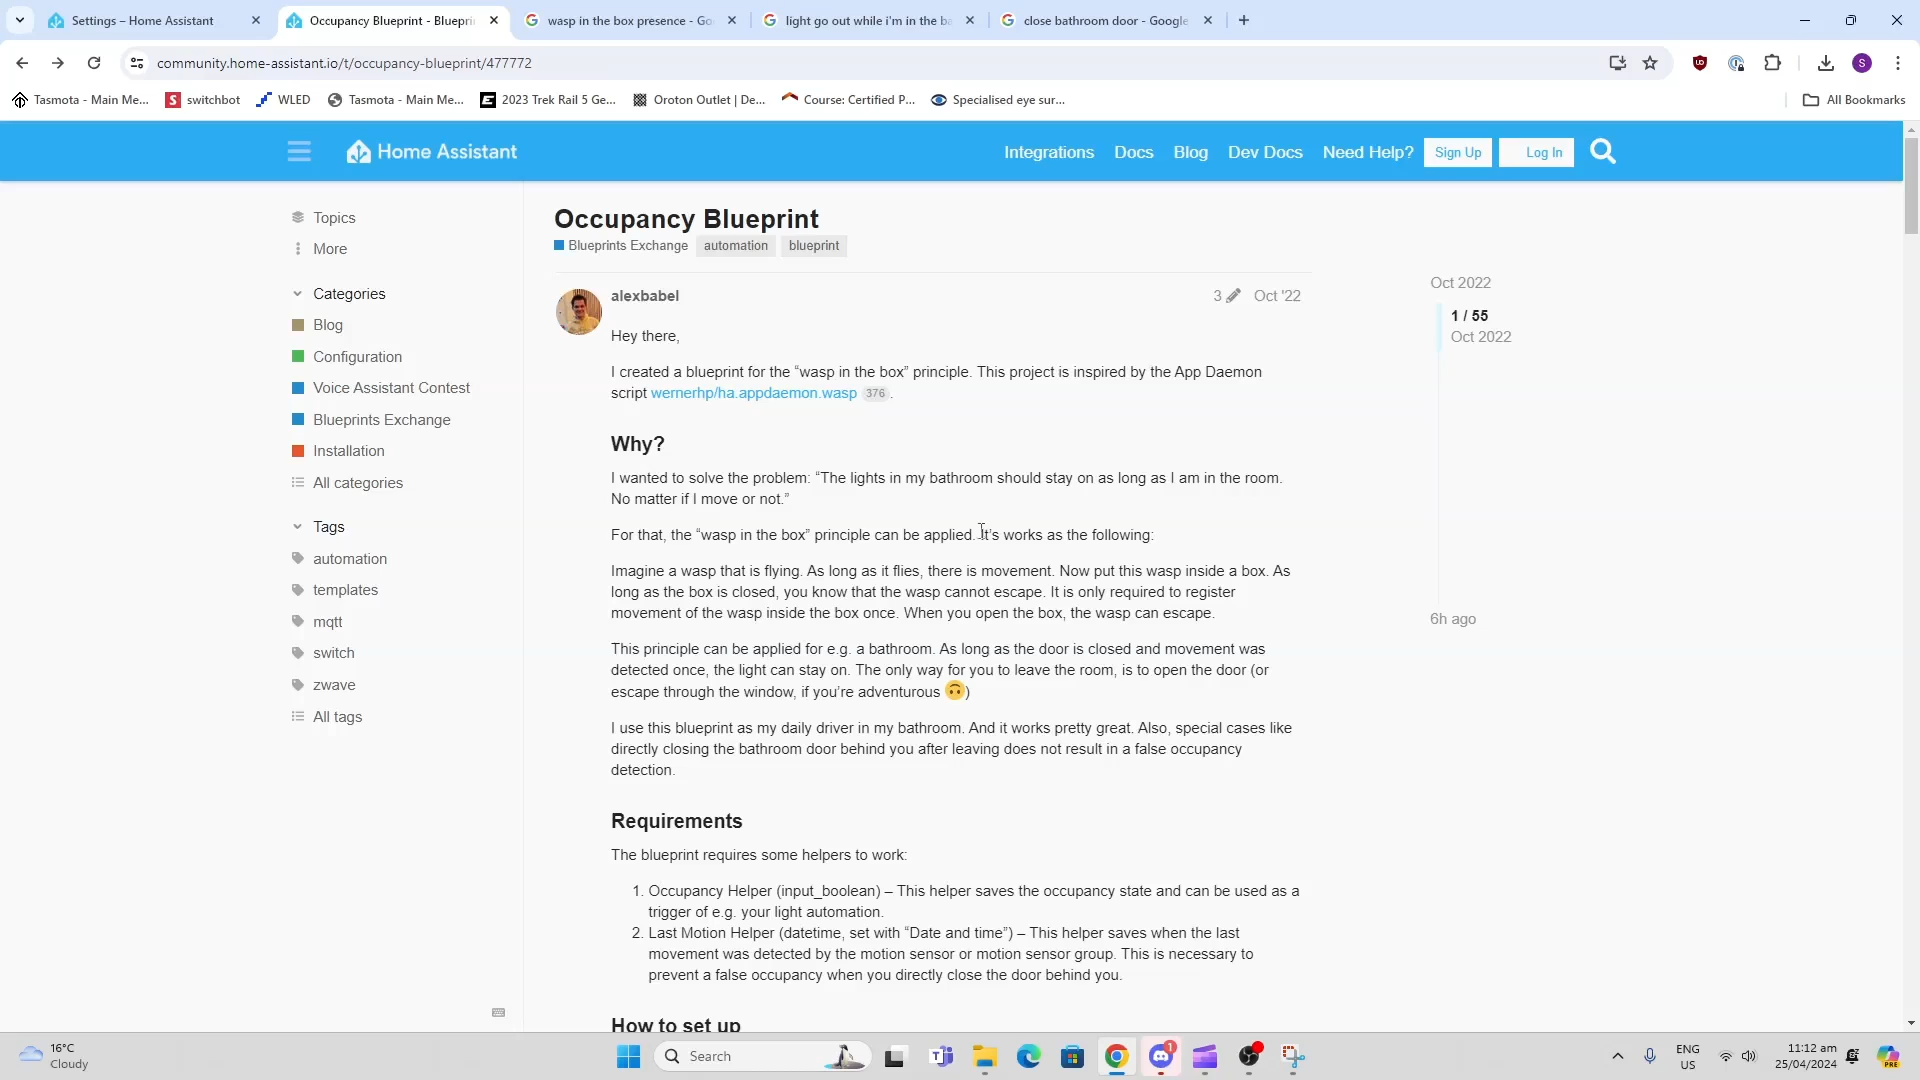 Settings – Home Assistant
Occupancy Blueprint - Bluepri
wasp in the box presence - Go
light go out while i'm in the ba
close bathroom door - Google
community.home-assistant.io/t/occupancy-blueprint/477772
S
Tasmota - Main Me...
S switchbot
WLED
Tasmota - Main Me...
2023 Trek Rail 5 Ge...
Oroton Outlet | De...
Course: Certified P...
Specialised eye sur...
All Bookmarks
Home Assistant
Integrations
Docs
Blog
Dev Docs
Need Help?
Sign Up
Log In
Topics
More
Categories
Blog
Configuration
Voice Assistant Contest
Blueprints Exchange
Installation
All categories
Tags
automation
templates
mqtt
switch
zwave
All tags
Occupancy Blueprint
Blueprints Exchange automation blueprint
alexbabel
3 Oct '22
Hey there,
I created a blueprint for the “wasp in the box” principle. This project is inspired by the App Daemon
script wernerhp/ha.appdaemon.wasp 376 .
Why?
I wanted to solve the problem: “The lights in my bathroom should stay on as long as I am in the room.
No matter if I move or not.”
For that, the “wasp in the box” principle can be applied. It’s works as the following:
Imagine a wasp that is flying. As long as it flies, there is movement. Now put this wasp inside a box. As
long as the box is closed, you know that the wasp cannot escape. It is only required to register
movement of the wasp inside the box once. When you open the box, the wasp can escape.
This principle can be applied for e.g. a bathroom. As long as the door is closed and movement was
detected once, the light can stay on. The only way for you to leave the room, is to open the door (or
escape through the window, if you’re adventurous 🙃)
I use this blueprint as my daily driver in my bathroom. And it works pretty great. Also, special cases like
directly closing the bathroom door behind you after leaving does not result in a false occupancy
detection.
Requirements
The blueprint requires some helpers to work:
1. Occupancy Helper (input_boolean) – This helper saves the occupancy state and can be used as a
trigger of e.g. your light automation.
2. Last Motion Helper (datetime, set with “Date and time”) – This helper saves when the last
movement was detected by the motion sensor or motion sensor group. This is necessary to
prevent a false occupancy when you directly close the door behind you.
How to set up
Oct 2022
1 / 55
Oct 2022
6h ago
16°C
Cloudy
Search
1
ENG
US
11:12 am
25/04/2024
PRE